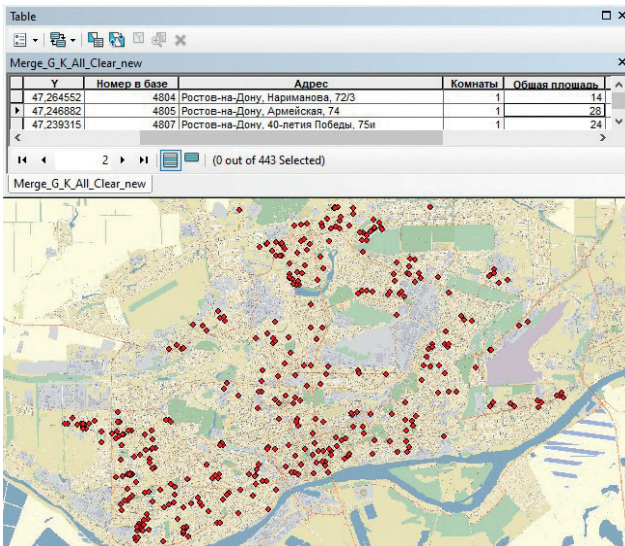 Table
Merge_G_K_All_Clear_new
Y Номер в базе Адрес Комнаты Общая площадь
47,264552 4804 Ростов-на-Дону, Нариманова, 72/3 1 14
47,246882 4805 Ростов-на-Дону, Армейская, 74 1 28
47,239315 4807 Ростов-на-Дону, 40-летия Победы, 75и 1 24
2 (0 out of 443 Selected)
Merge_G_K_All_Clear_new